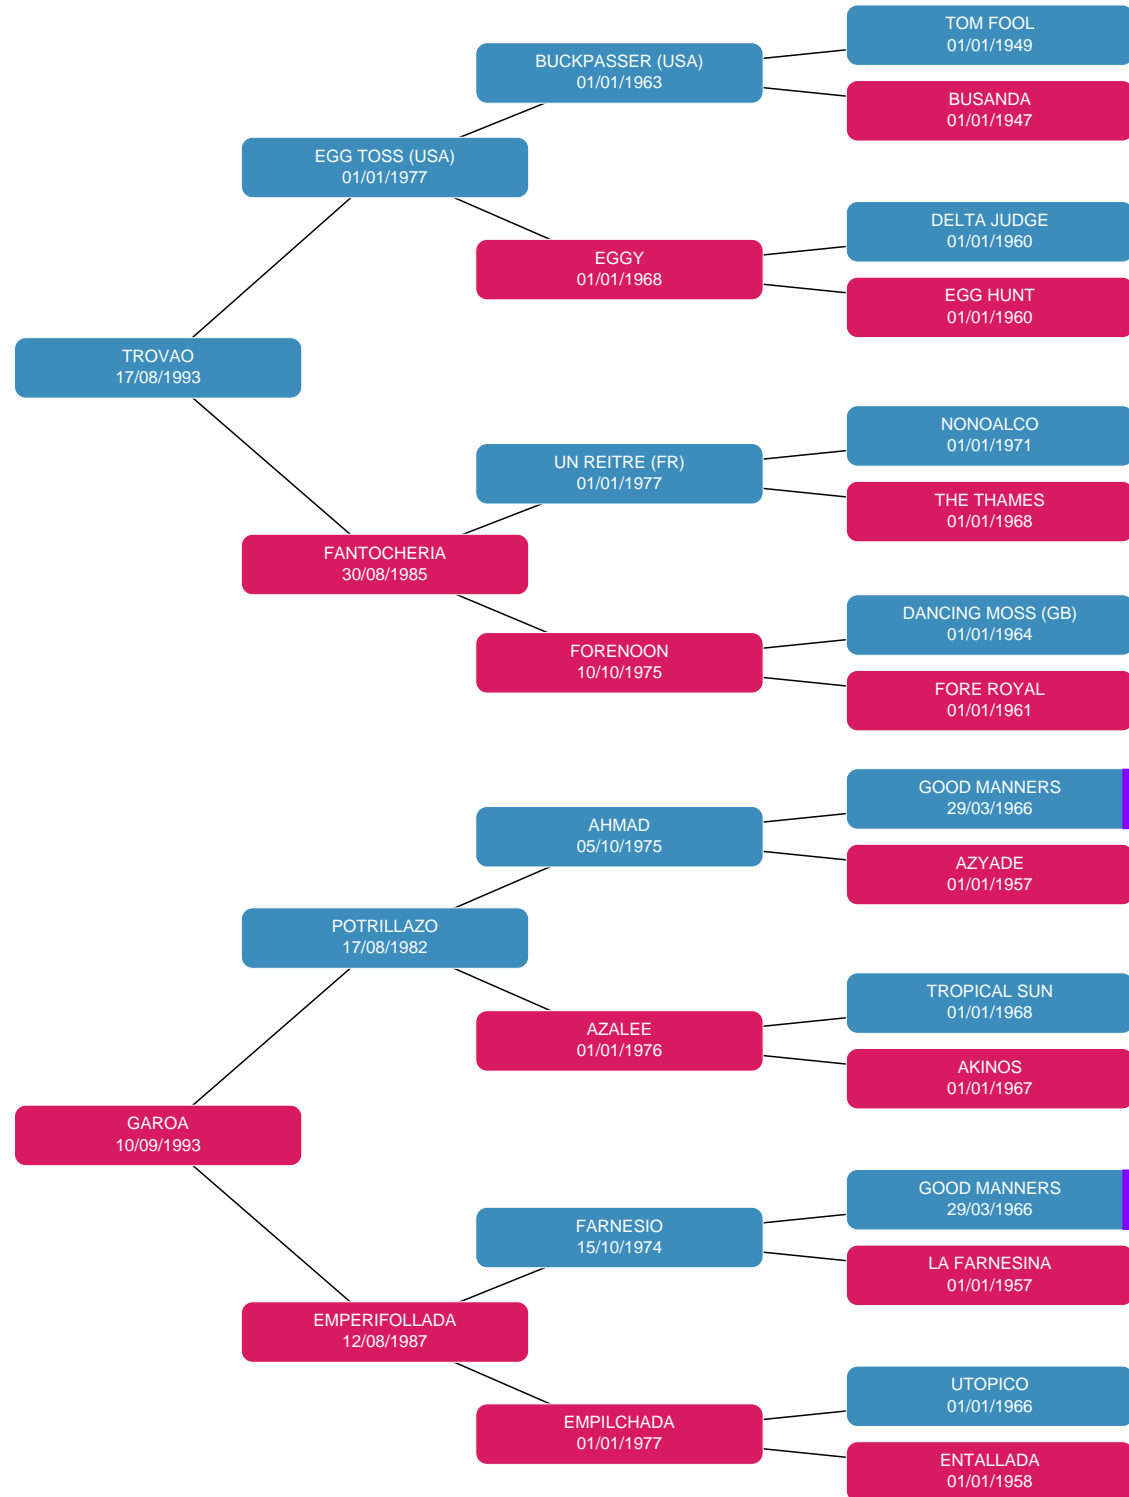 TOM FOOL
01/01/1949
BUCKPASSER (USA)
01/01/1963
BUSANDA
01/01/1947
EGG TOSS (USA)
01/01/1977
DELTA JUDGE
01/01/1960
EGGY
01/01/1968
EGG HUNT
01/01/1960
TROVAO
17/08/1993
NONOALCO
01/01/1971
UN REITRE (FR)
01/01/1977
THE THAMES
01/01/1968
FANTOCHERIA
30/08/1985
DANCING MOSS (GB)
01/01/1964
FORENOON
10/10/1975
FORE ROYAL
01/01/1961
GOOD MANNERS
29/03/1966
AHMAD
05/10/1975
AZYADE
01/01/1957
POTRILLAZO
17/08/1982
TROPICAL SUN
01/01/1968
AZALEE
01/01/1976
AKINOS
01/01/1967
GAROA
10/09/1993
GOOD MANNERS
29/03/1966
FARNESIO
15/10/1974
LA FARNESINA
01/01/1957
EMPERIFOLLADA
12/08/1987
UTOPICO
01/01/1966
EMPILCHADA
01/01/1977
ENTALLADA
01/01/1958